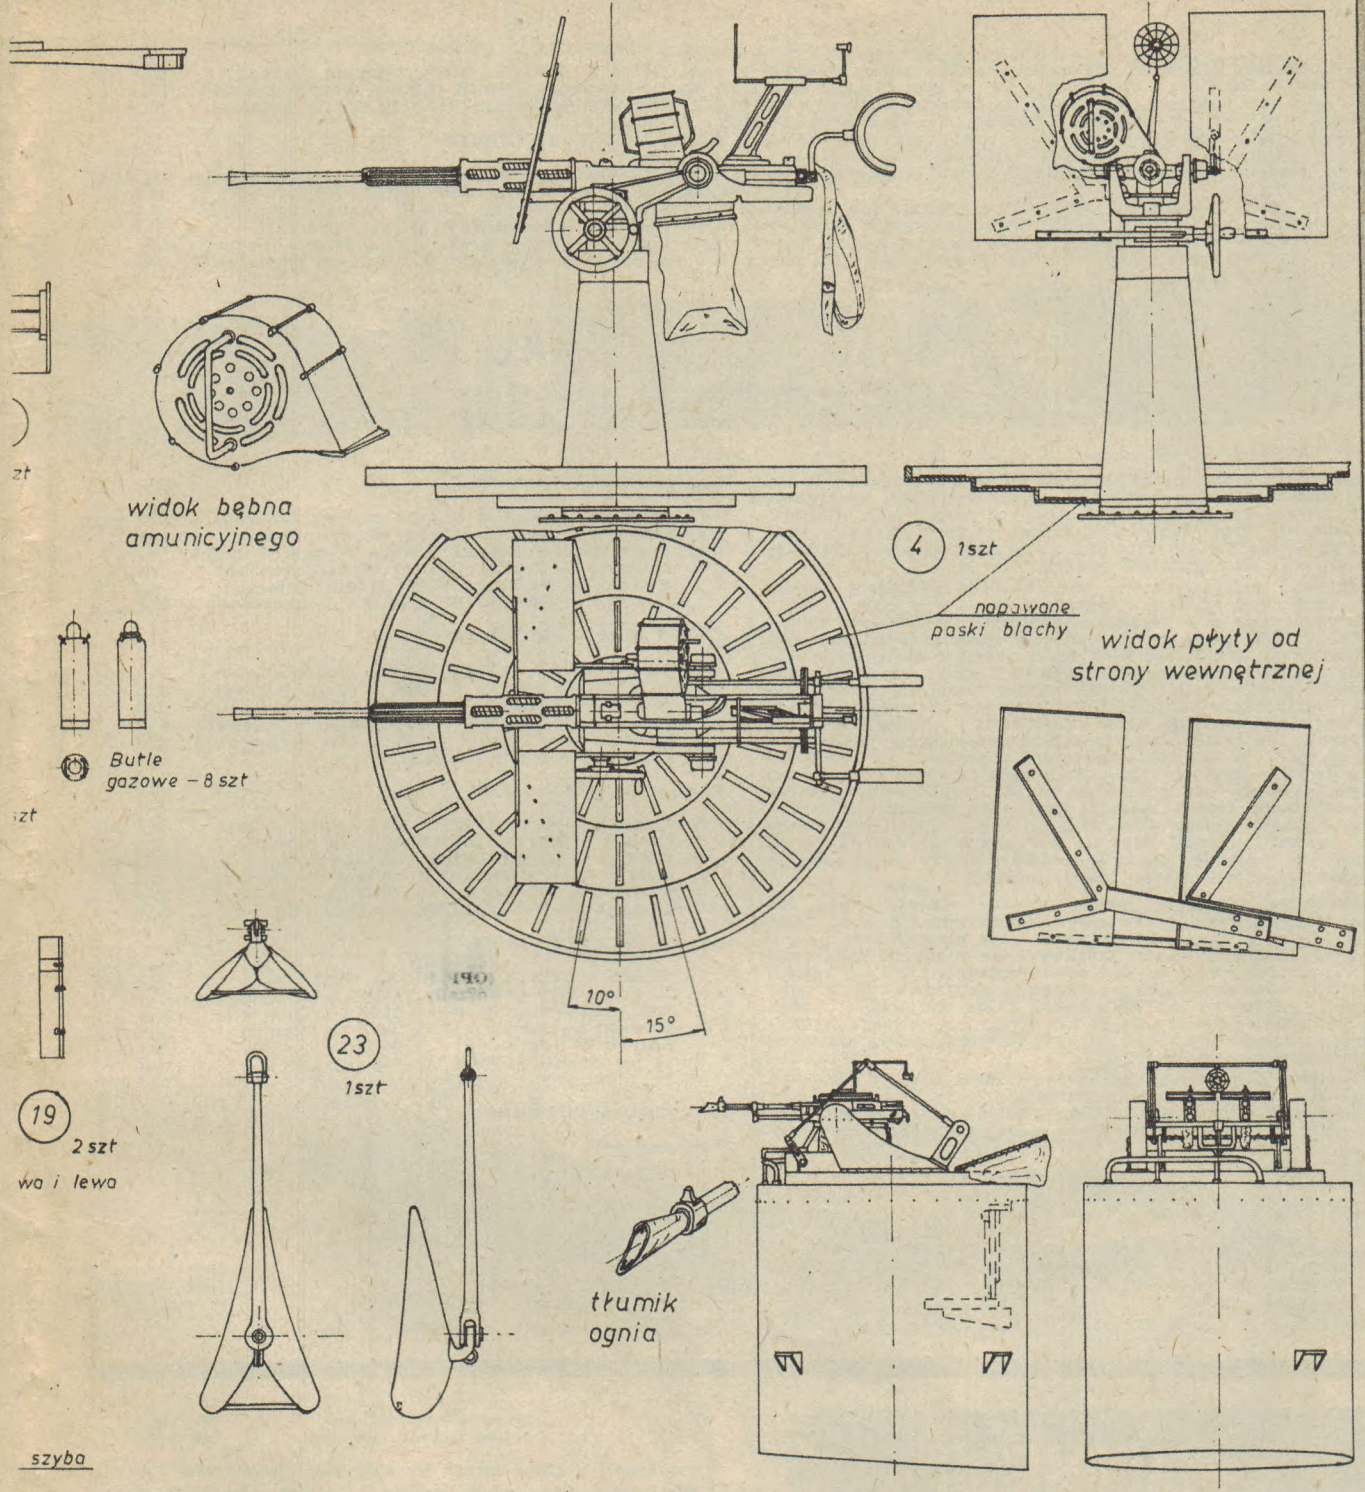 zt
widok bębna
amunicyjnego
4 1szt
napawane
paski blachy
widok płyty od
strony wewnętrznej
Butle
gazowe – 8 szt
szt
10°
15°
23
1szt
19
2 szt
wa i lewa
tłumik
ognia
szyba